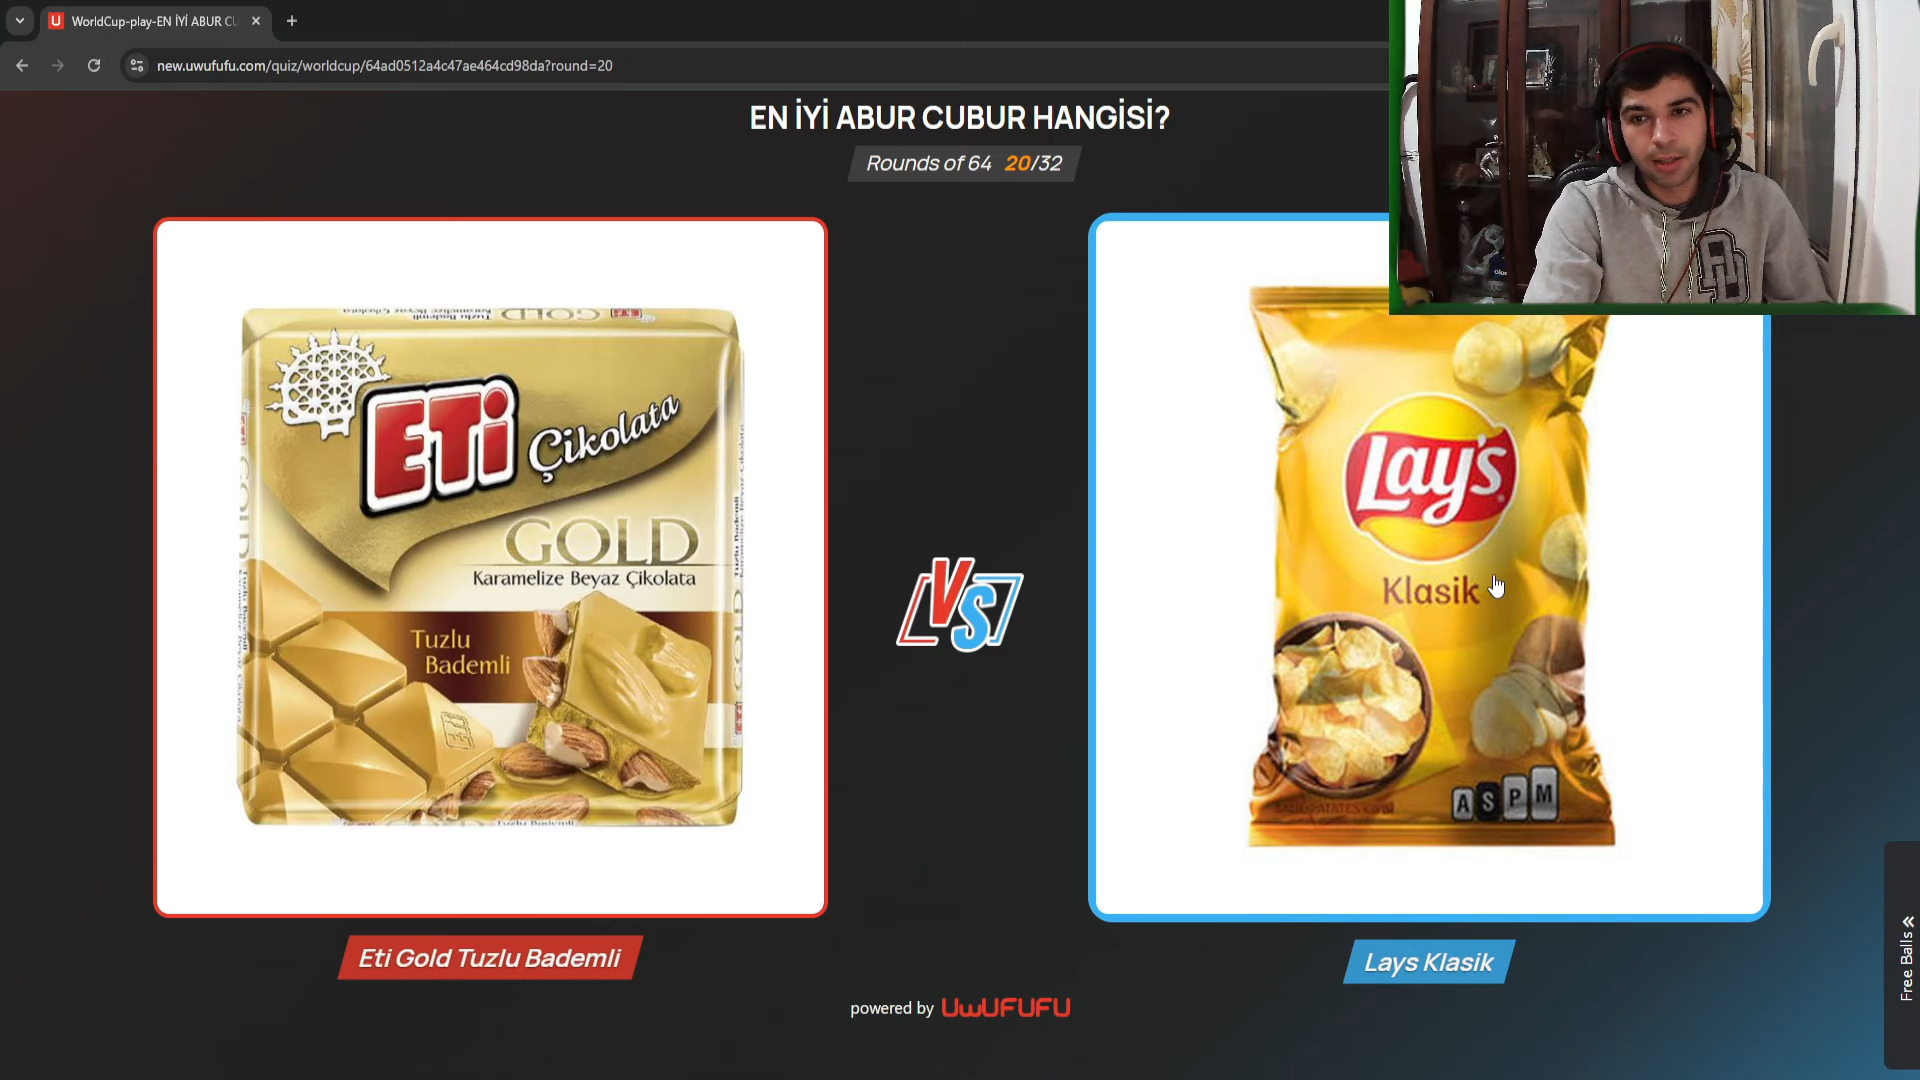 WorldCup-play-EN İYİ ABUR CU
new.uwufufu.com/quiz/worldcup/64ad0512a4c47ae464cd98da?round=20
EN İYİ ABUR CUBUR HANGİSİ?
Rounds of 64 20/32
ETi Çikolata
GOLD
Karamelize Beyaz Çikolata
Tuzlu
Bademli
VS
Lay's
Klasik
A S P M
Eti Gold Tuzlu Bademli
Lays Klasik
powered by UwUFUFU
Free Balls